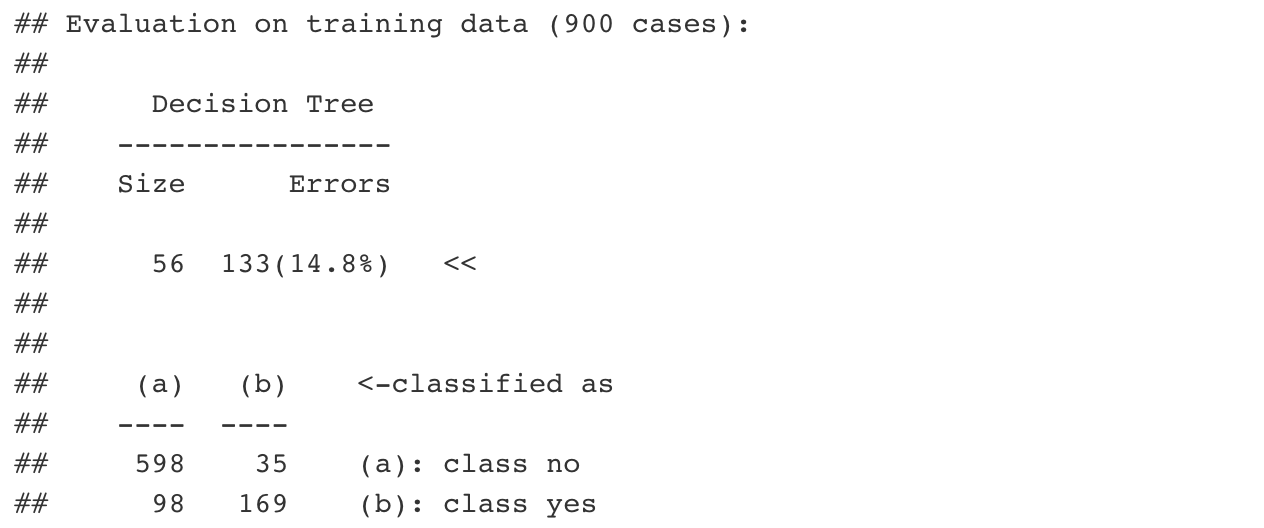 ## Evaluation on training data (900 cases):
##
##      Decision Tree
##    ----------------
##    Size      Errors
##
##      56  133(14.8%)   <<
##
##
##     (a)   (b)    <-classified as
##    ----  ----
##     598    35    (a): class no
##      98   169    (b): class yes